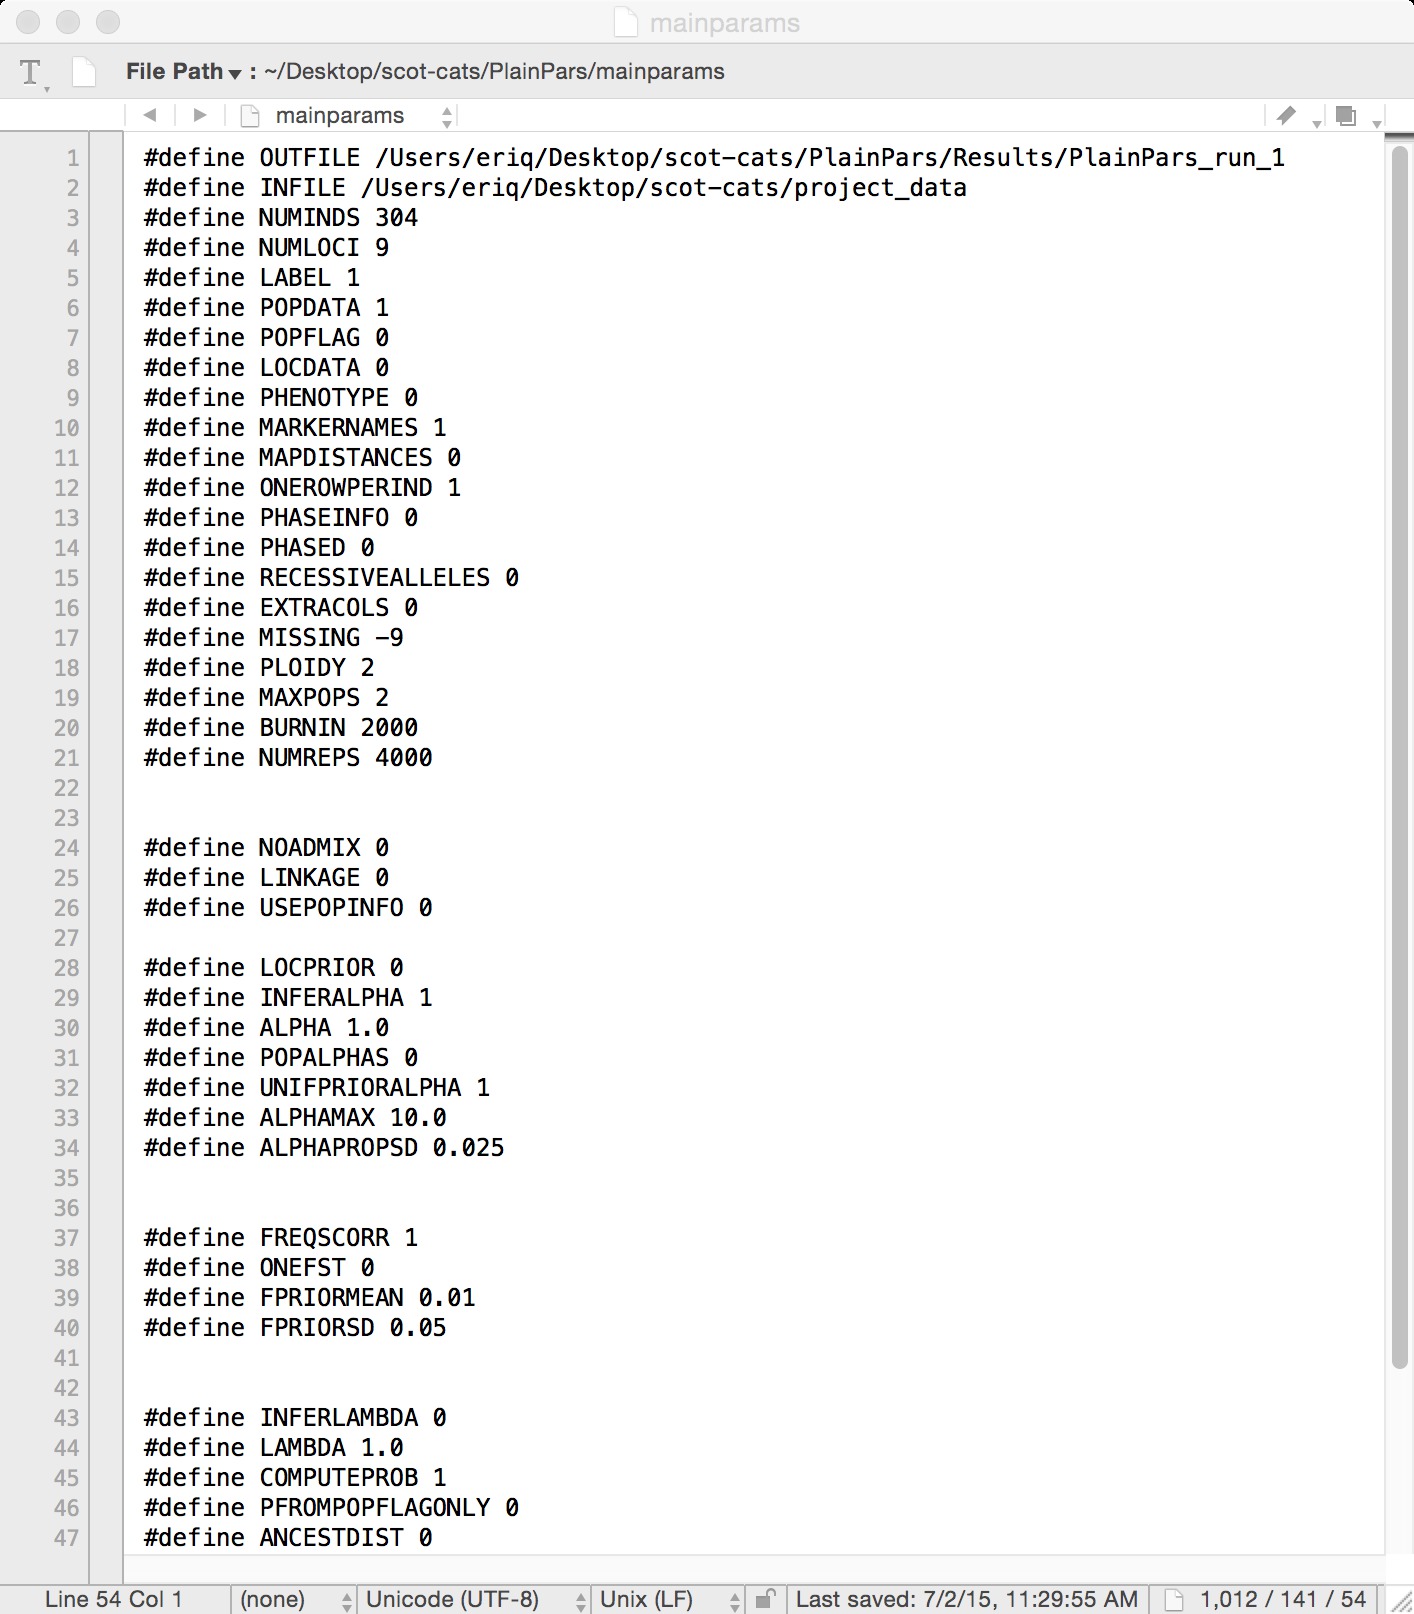 mainparams
File Path : ~/Desktop/scot-cats/PlainPars/mainparams
mainparams
1 #define OUTFILE /Users/eriq/Desktop/scot-cats/PlainPars/Results/PlainPars_run_1
2 #define INFILE /Users/eriq/Desktop/scot-cats/project_data
3 #define NUMINDS 304
4 #define NUMLOCI 9
5 #define LABEL 1
6 #define POPDATA 1
7 #define POPFLAG 0
8 #define LOCDATA 0
9 #define PHENOTYPE 0
10 #define MARKERNAMES 1
11 #define MAPDISTANCES 0
12 #define ONEROWPERIND 1
13 #define PHASEINFO 0
14 #define PHASED 0
15 #define RECESSIVEALLELES 0
16 #define EXTRACOLS 0
17 #define MISSING -9
18 #define PLOIDY 2
19 #define MAXPOPS 2
20 #define BURNIN 2000
21 #define NUMREPS 4000
22
23
24 #define NOADMIX 0
25 #define LINKAGE 0
26 #define USEPOPINFO 0
27
28 #define LOCPRIOR 0
29 #define INFERALPHA 1
30 #define ALPHA 1.0
31 #define POPALPHAS 0
32 #define UNIFPRIORALPHA 1
33 #define ALPHAMAX 10.0
34 #define ALPHAPROPSD 0.025
35
36
37 #define FREQSCORR 1
38 #define ONEFST 0
39 #define FPRIORMEAN 0.01
40 #define FPRIORSD 0.05
41
42
43 #define INFERLAMBDA 0
44 #define LAMBDA 1.0
45 #define COMPUTEPROB 1
46 #define PFROMPOPFLAGONLY 0
47 #define ANCESTDIST 0
Line 54 Col 1 (none) Unicode (UTF-8) Unix (LF) Last saved: 7/2/15, 11:29:55 AM 1,012 / 141 / 54